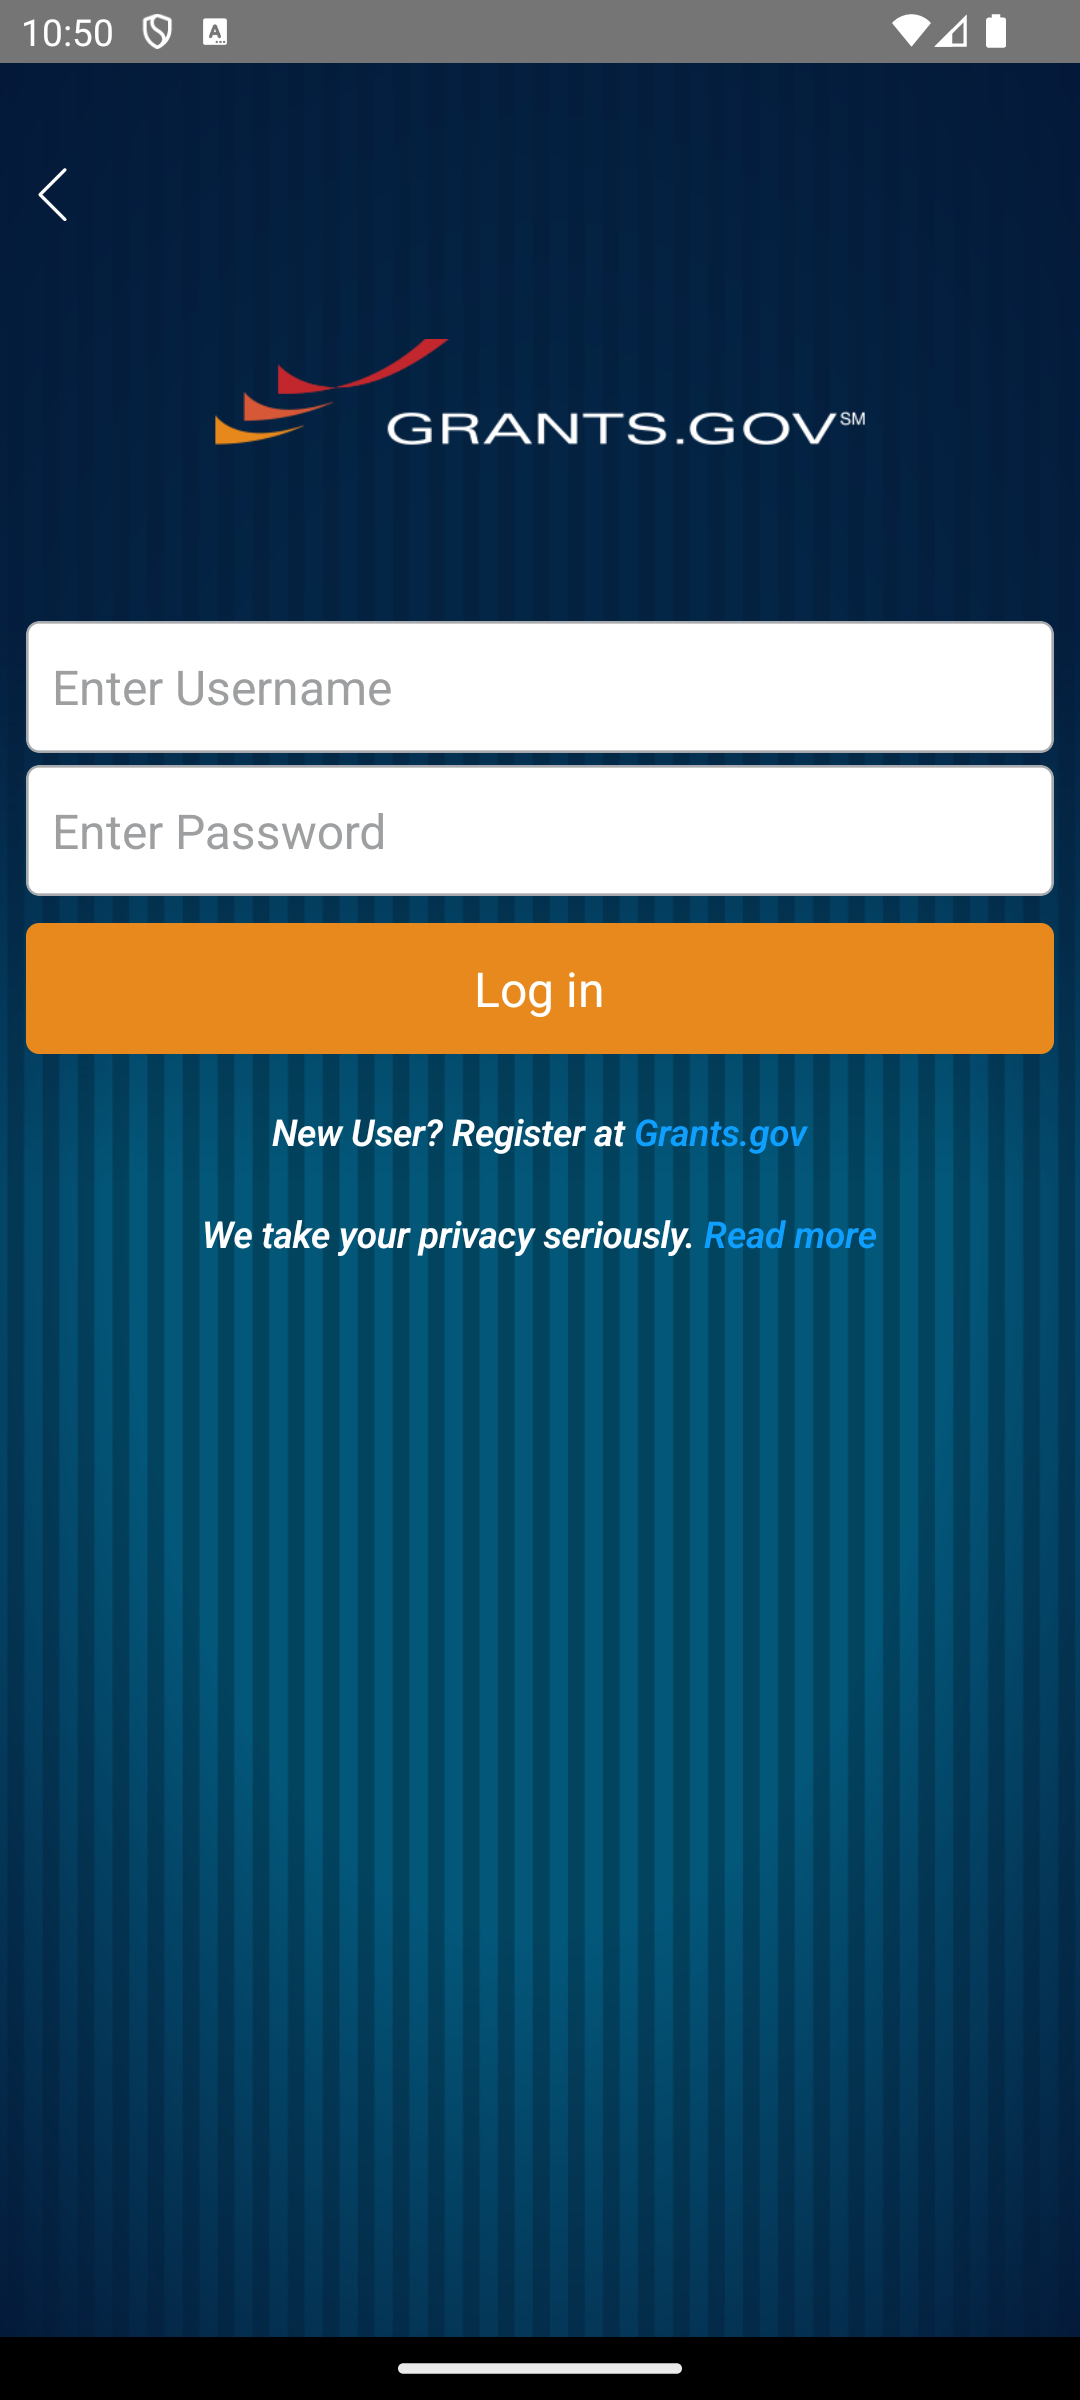 10:50
GRANTS.GOV℠
Enter Username
Enter Password
Log in
New User? Register at Grants.gov
We take your privacy seriously. Read more